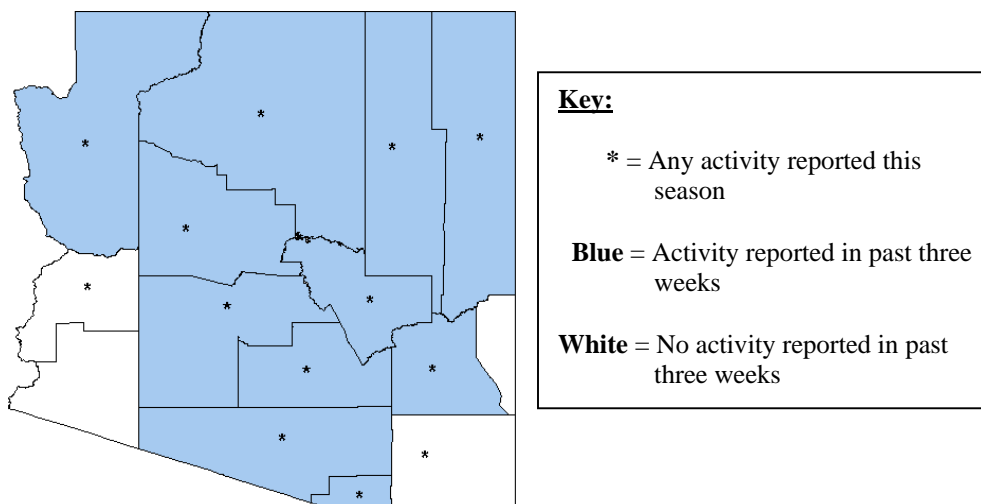 Key:
* = Any activity reported this
season
Blue = Activity reported in past three
weeks
White = No activity reported in past
three weeks